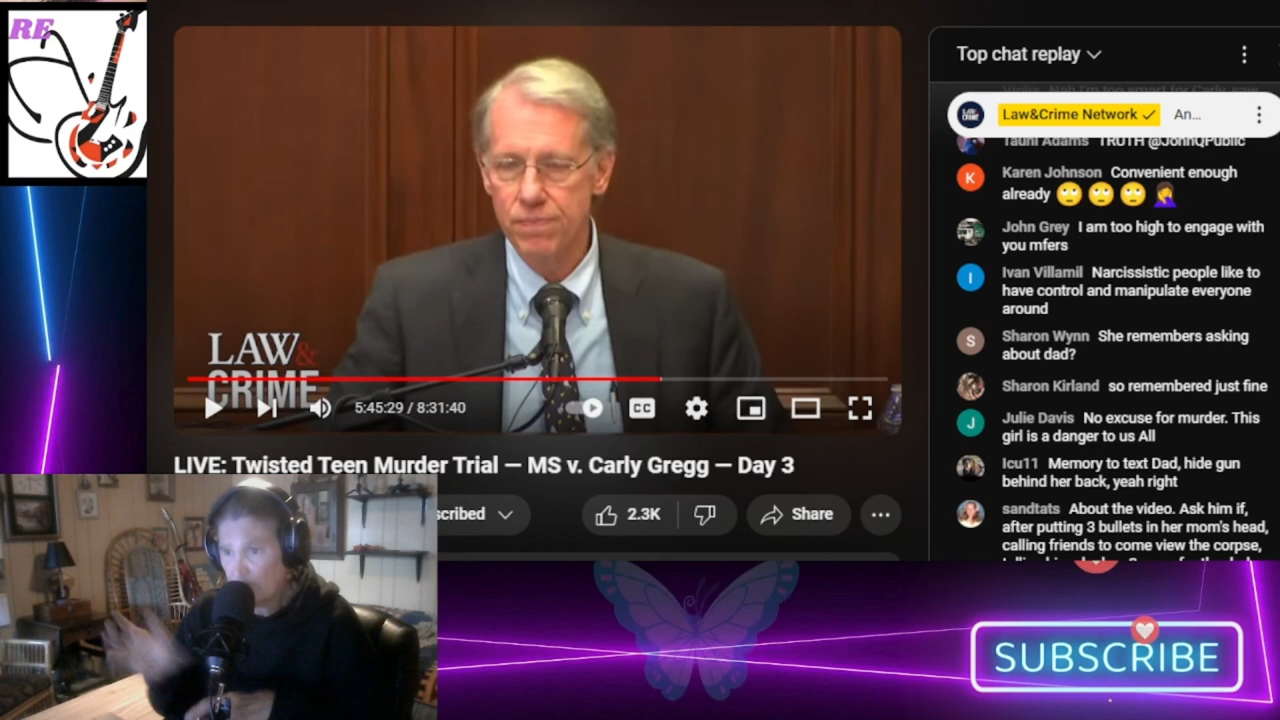 RE
Top chat replay
Law&Crime Network An...
Tauni Adams TRUTH @JohnQPublic
Karen Johnson Convenient enough
already
John Grey I am too high to engage with
you mfers
Ivan Villamil Narcissistic people like to
have control and manipulate everyone
around
Sharon Wynn She remembers asking
about dad?
Sharon Kirland so remembered just fine
Julie Davis No excuse for murder. This
girl is a danger to us All
Icu11 Memory to text Dad, hide gun
behind her back, yeah right
sandtats About the video. Ask him if,
after putting 3 bullets in her mom's head,
calling friends to come view the corpse,
LAW&
CRIME
5:45:29 / 8:31:40
CC
LIVE: Twisted Teen Murder Trial — MS v. Carly Gregg — Day 3
scribed
2.3K
Share
K
I
S
J
SUBSCRIBE